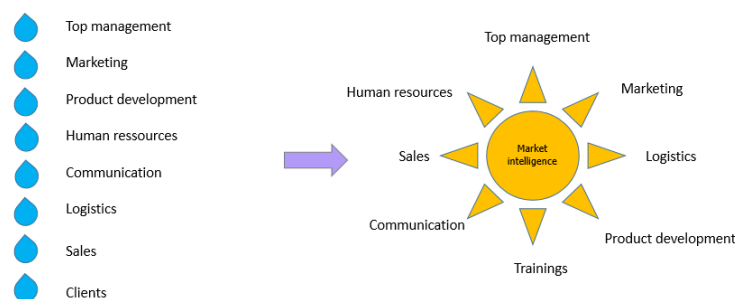 Top management
Marketing
Product development
Human ressources
Communication
Logistics
Sales
Clients
Top management
Human resources
Marketing
Sales
Market
intelligence
Logistics
Communication
Product development
Trainings